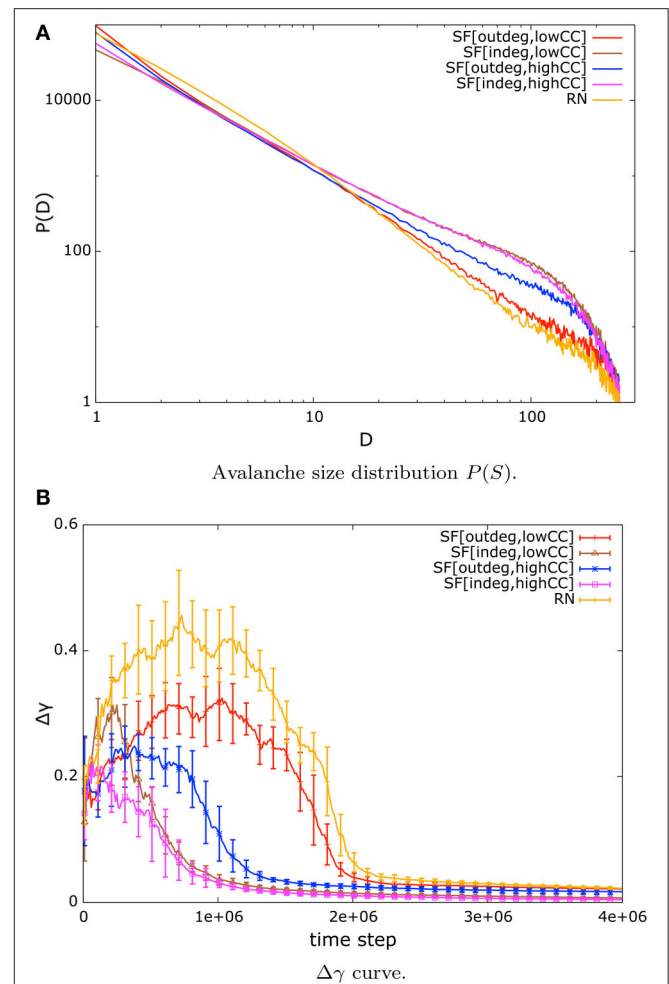 A
SF[outdeg,lowCC]
SF[indeg,lowCC]
SF[outdeg,highCC]
SF[indeg,highCC]
RN
10000
100
1
P(D)
1
10
100
D
Avalanche size distribution P(S).
B
SF[outdeg,lowCC]
SF[indeg,lowCC]
SF[outdeg,highCC]
SF[indeg,highCC]
RN
0.6
0.4
0.2
0
Δγ
0
1e+06
2e+06
3e+06
4e+06
time step
Δγ curve.